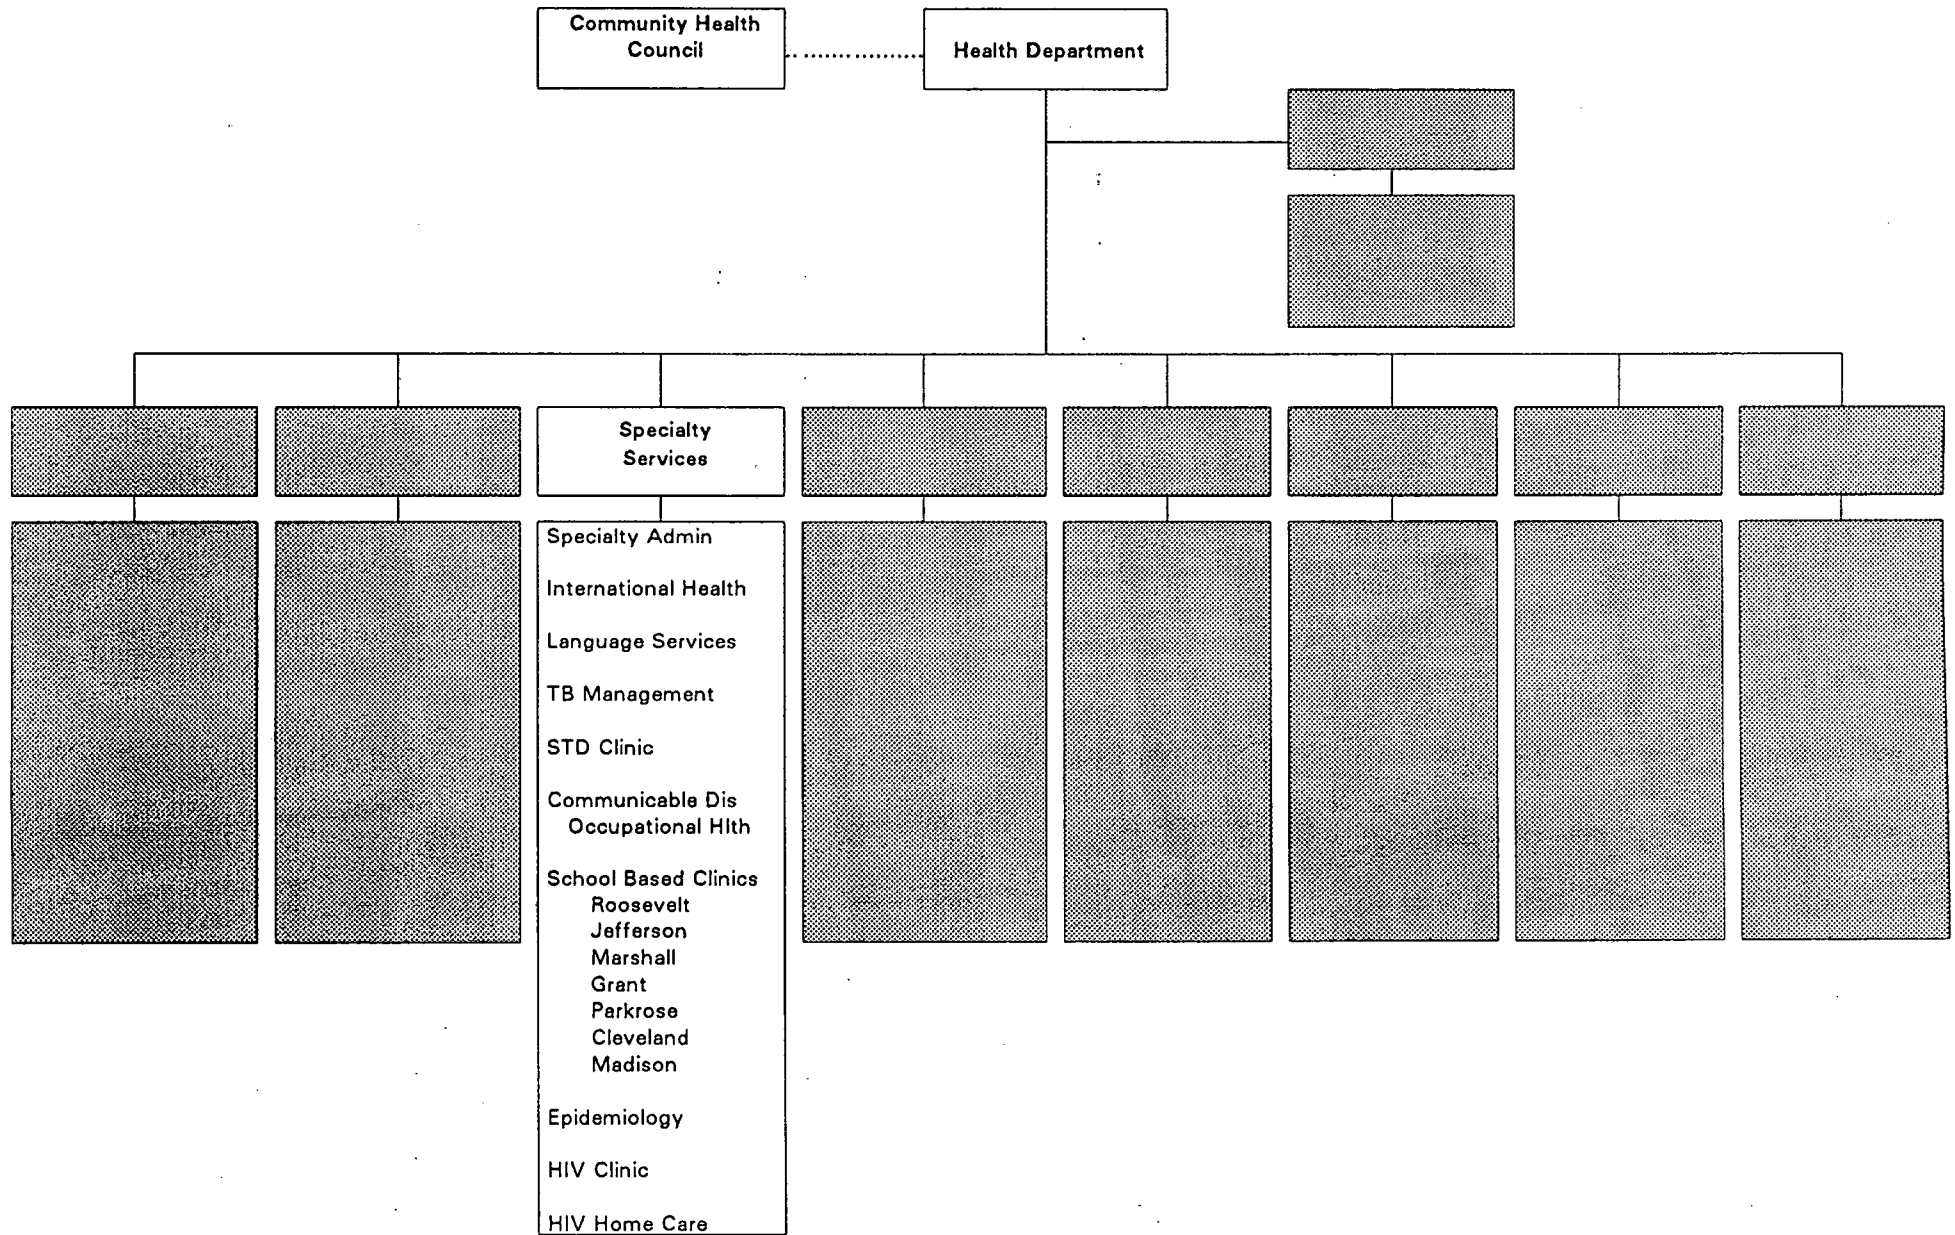 Community Health
Council
Health Department
Specialty
Services
Specialty Admin
International Health
Language Services
TB Management
STD Clinic
Communicable Dis
Occupational Hlth
School Based Clinics
Roosevelt
Jefferson
Marshall
Grant
Parkrose
Cleveland
Madison
Epidemiology
HIV Clinic
HIV Home Care